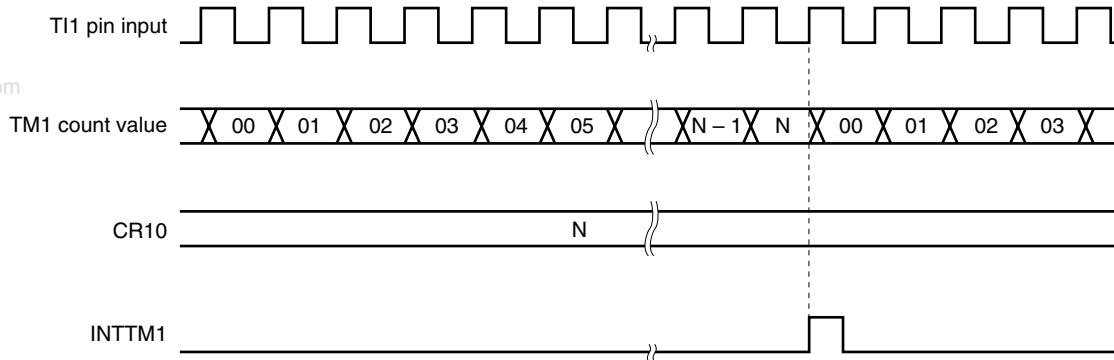 TI1 pin input
om
TM1 count value 00 01 02 03 04 05 N – 1 N 00 01 02 03
CR10 N
INTTM1